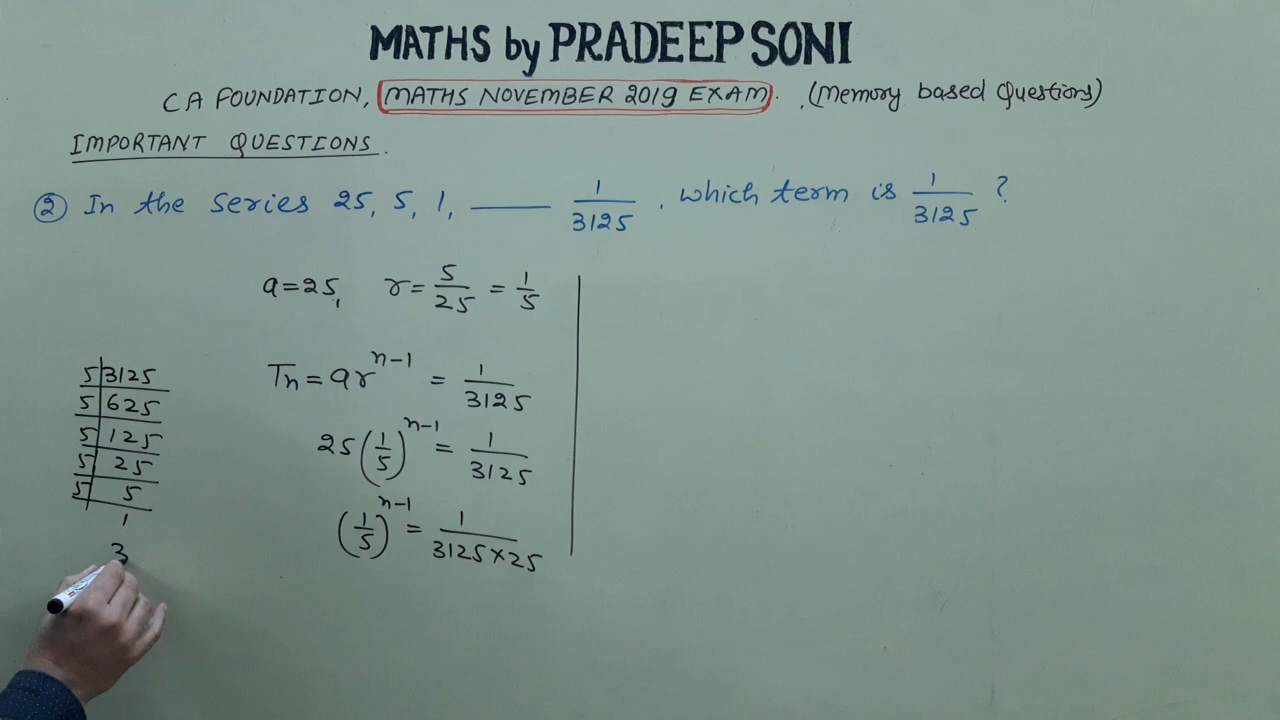 MATHS by PRADEEP SONI
CA FOUNDATION, MATHS NOVEMBER 2019 EXAM. (Memory based Questions)
IMPORTANT QUESTIONS.
② In the series 25, 5, 1, ___ 1/3125, which term is 1/3125 ?
a=25, r= 5/25 = 1/5
Tn = ar^(n-1) = 1/3125
25(1/5)^(n-1) = 1/3125
(1/5)^(n-1) = 1/(3125×25)
5|3125
5|625
5|125
5|25
5|5
1
3